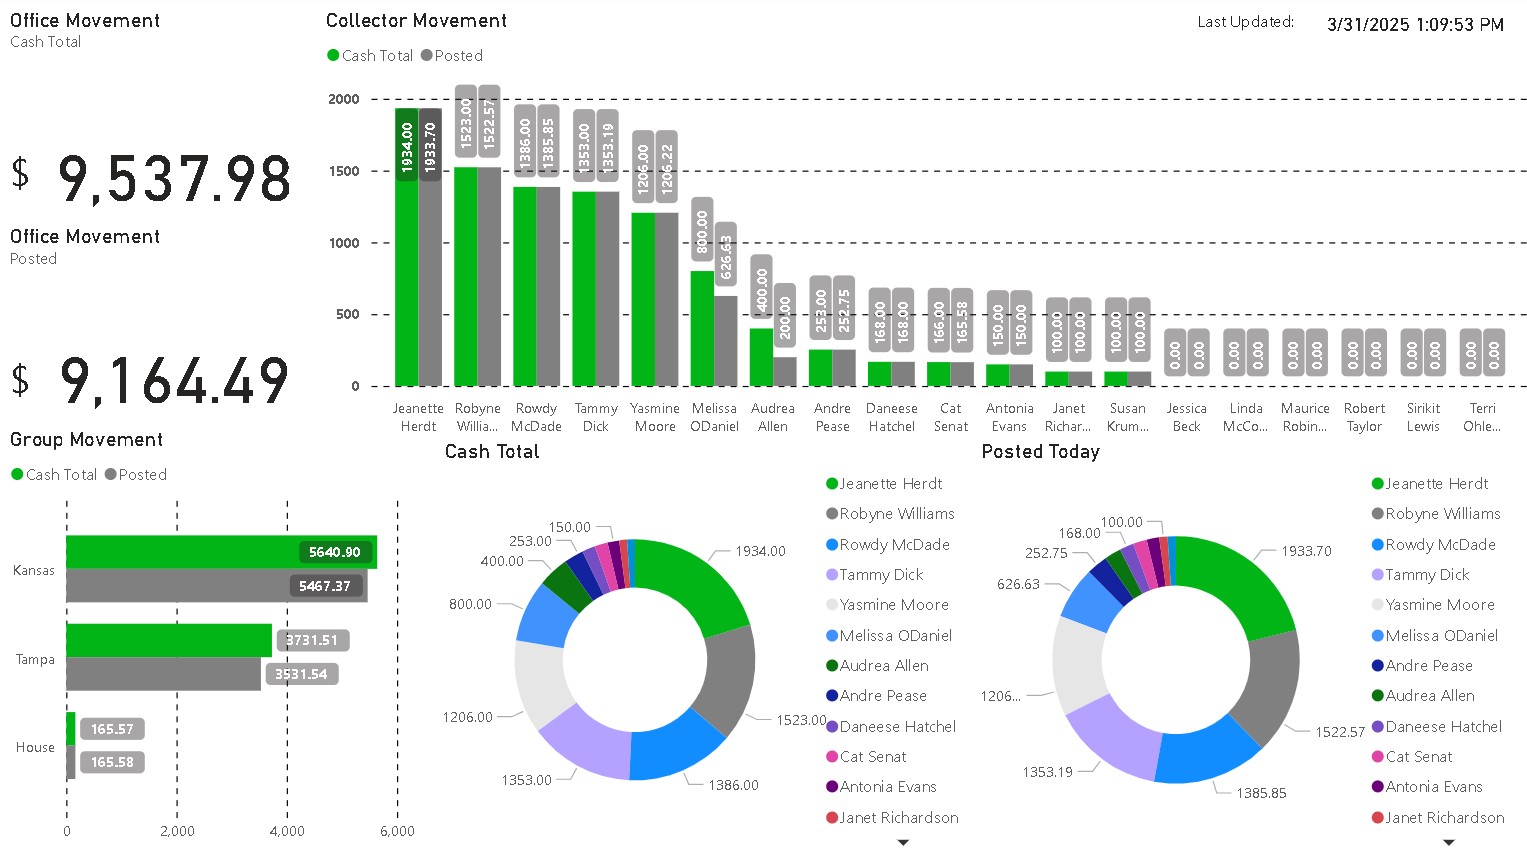 Office Movement
Cash Total
$ 9,537.98
Office Movement
Posted
$ 9,164.49
Collector Movement
Cash Total Posted
Last Updated: 3/31/2025 1:09:53 PM
2000
1500
1000
500
0
1934.00 1933.70
1523.00 1522.57
1386.00 1385.85
1353.00 1353.19
1206.00 1206.22
800.00 626.63
400.00 200.00
253.00 252.75
168.00 168.00
166.00 165.58
150.00 150.00
100.00 100.00
100.00 100.00
0.00 0.00
0.00 0.00
0.00 0.00
0.00 0.00
0.00 0.00
0.00 0.00
Jeanette Herdt
Robyne Willia...
Rowdy McDade
Tammy Dick
Yasmine Moore
Melissa ODaniel
Audrea Allen
Andre Pease
Daneese Hatchel
Cat Senat
Antonia Evans
Janet Richar...
Susan Krum...
Jessica Beck
Linda McCo...
Maurice Robin...
Robert Taylor
Sirikit Lewis
Terri Ohle...
Group Movement
Cash Total Posted
Kansas
5640.90
5467.37
Tampa
3731.51
3531.54
House
165.57
165.58
0 2,000 4,000 6,000
Cash Total
150.00
253.00
400.00
800.00
1206.00
1353.00
1934.00
1523.00
1386.00
Jeanette Herdt
Robyne Williams
Rowdy McDade
Tammy Dick
Yasmine Moore
Melissa ODaniel
Audrea Allen
Andre Pease
Daneese Hatchel
Cat Senat
Antonia Evans
Janet Richardson
Posted Today
100.00
168.00
252.75
626.63
1206...
1353.19
1933.70
1522.57
1385.85
Jeanette Herdt
Robyne Williams
Rowdy McDade
Tammy Dick
Yasmine Moore
Melissa ODaniel
Andre Pease
Audrea Allen
Daneese Hatchel
Cat Senat
Antonia Evans
Janet Richardson